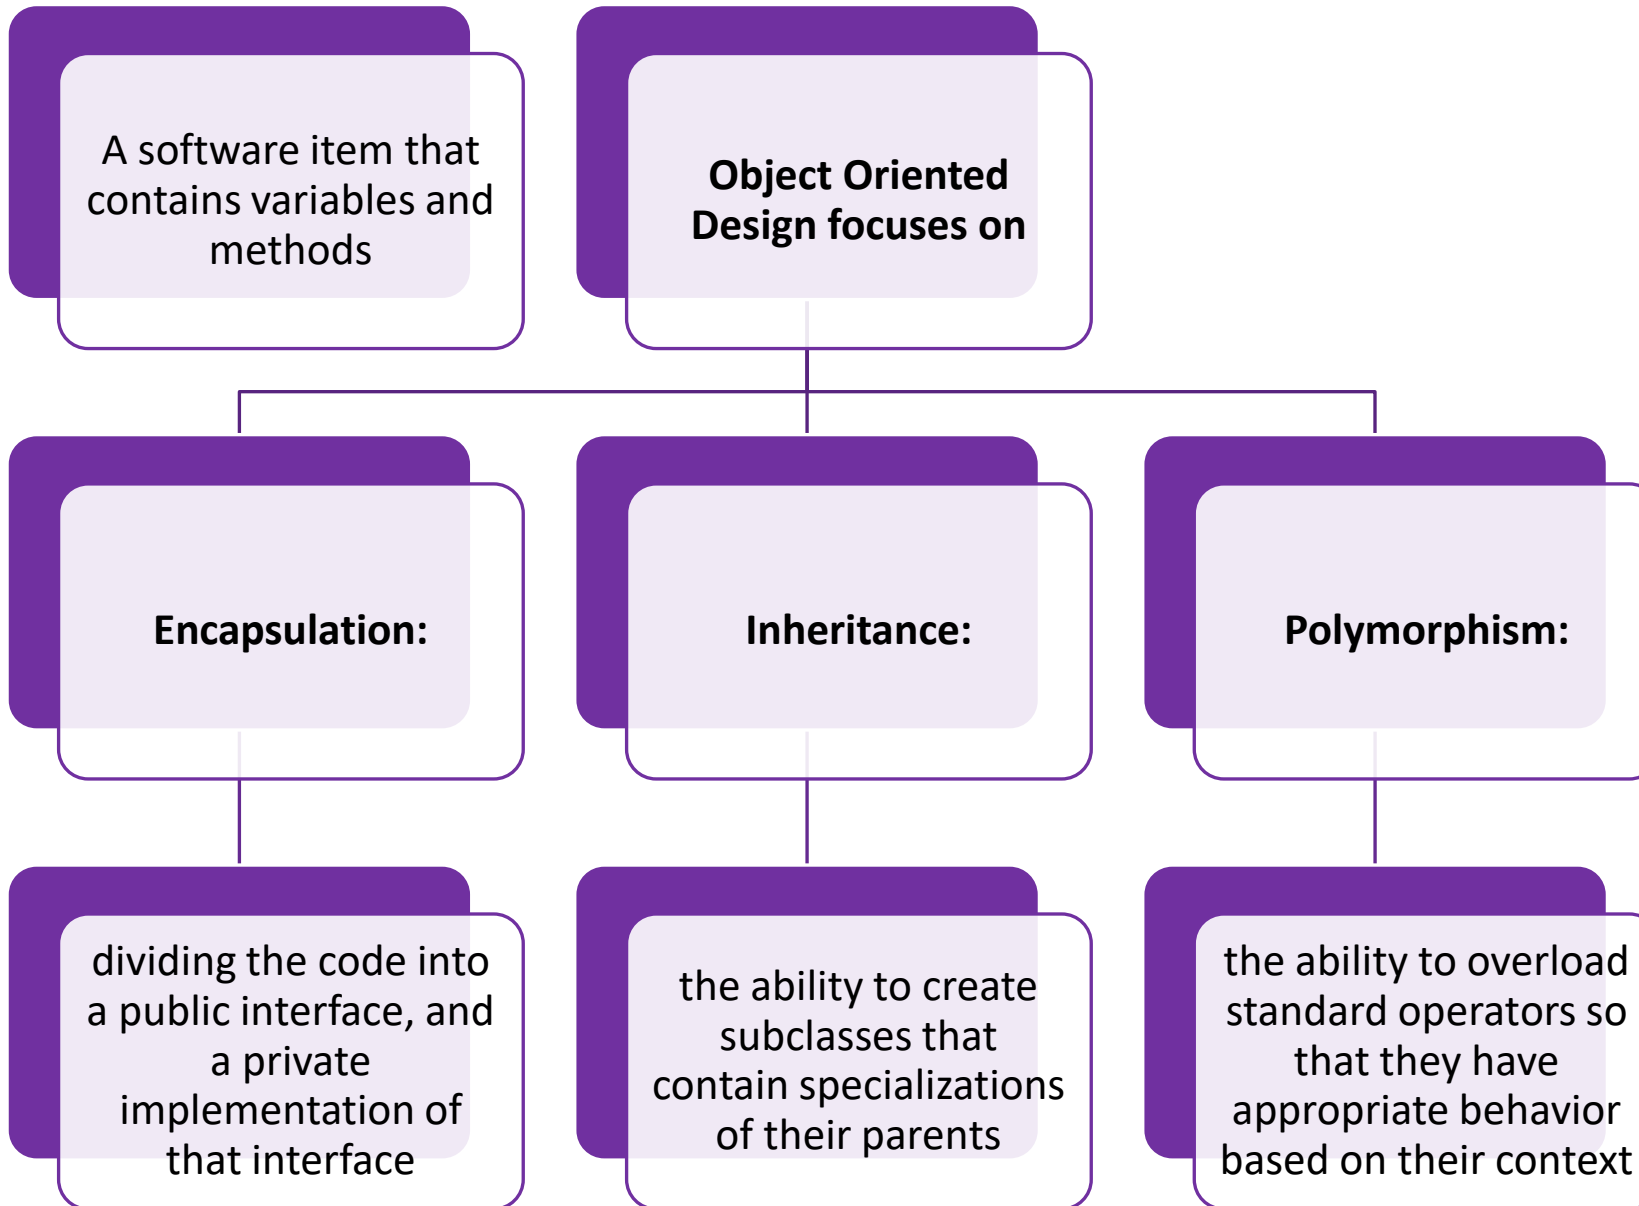 A software item that
contains variables and
methods
Object Oriented
Design focuses on
Encapsulation:
Inheritance:
Polymorphism:
dividing the code into
a public interface, and
a private
implementation of
that interface
the ability to create
subclasses that
contain specializations
of their parents
the ability to overload
standard operators so
that they have
appropriate behavior
based on their context